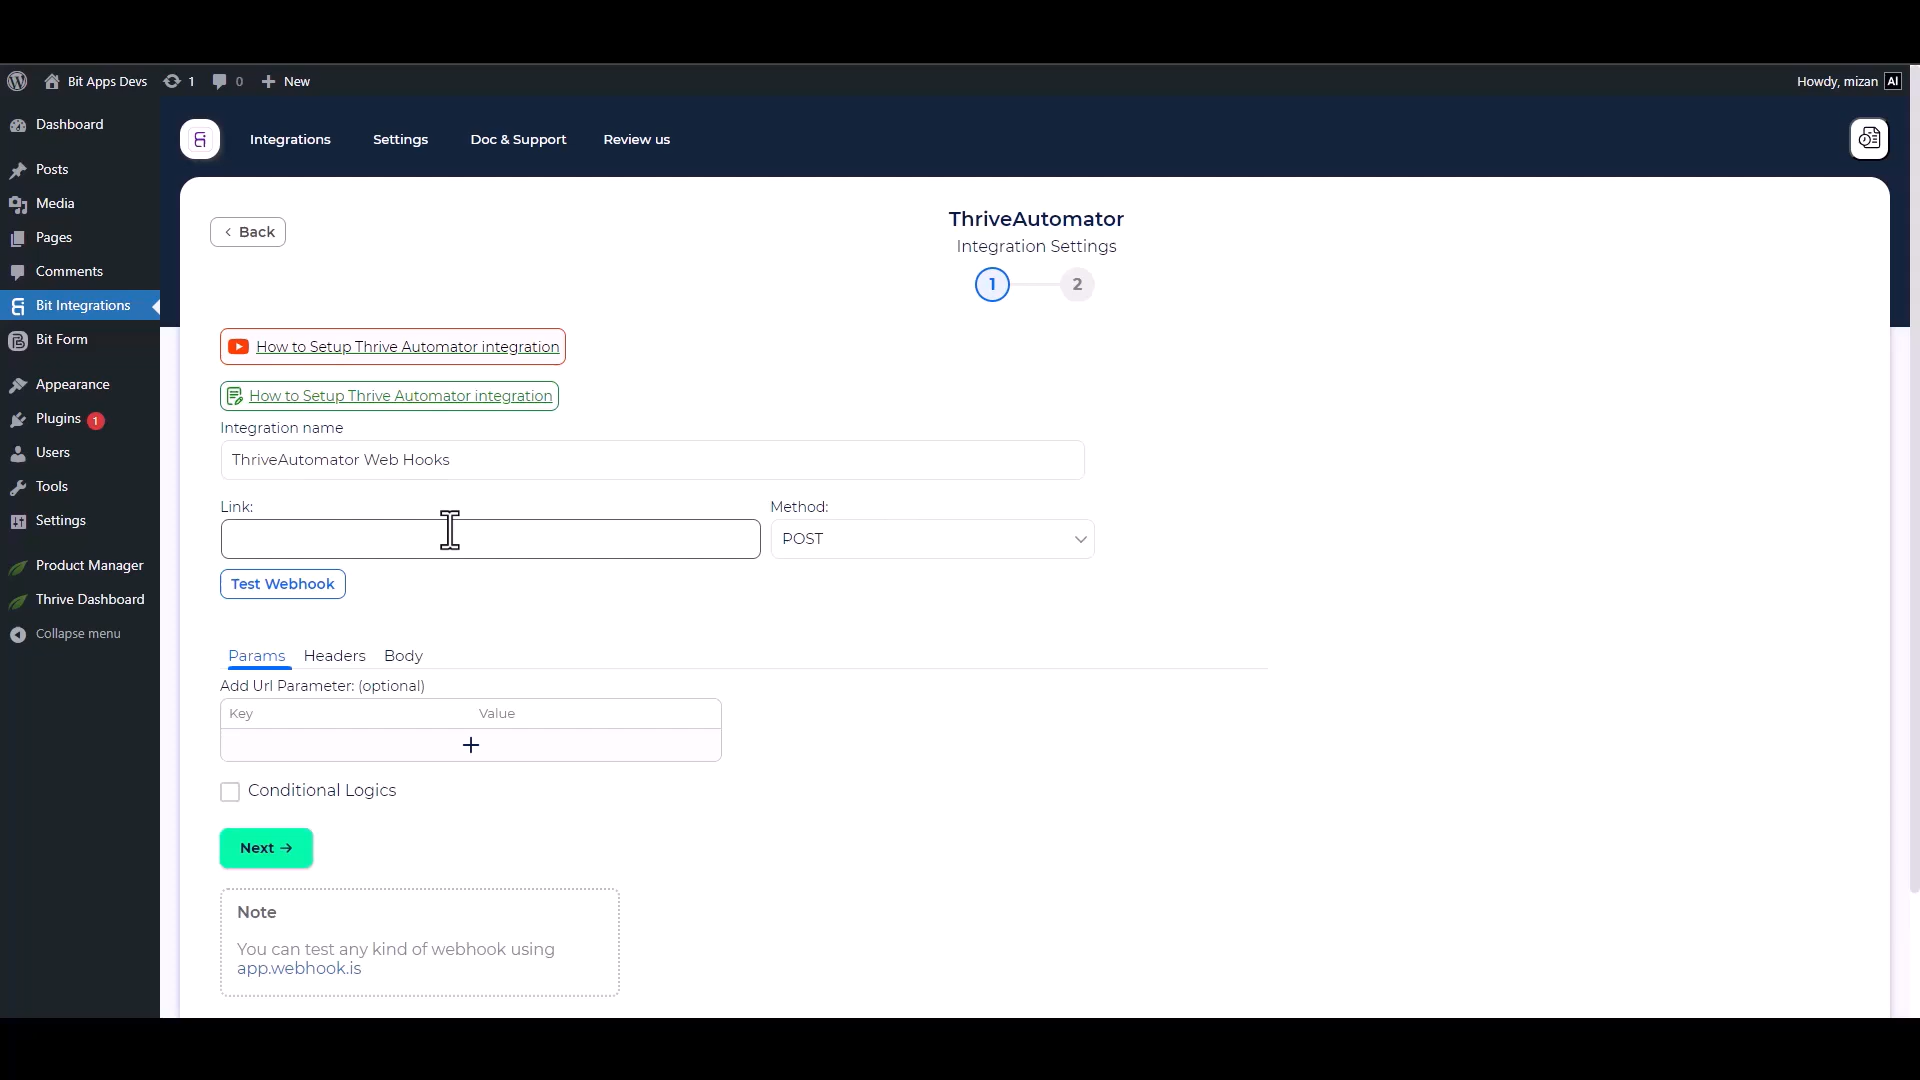 Bit Apps Devs 1 0 New Howdy, mizan AI
Dashboard
Posts
Media
Pages
Comments
Bit Integrations
Bit Form
Appearance
Plugins 1
Users
Tools
Settings
Product Manager
Thrive Dashboard
Collapse menu
Integrations Settings Doc & Support Review us
Back
ThriveAutomator
Integration Settings
1 2
How to Setup Thrive Automator integration
How to Setup Thrive Automator integration
Integration name
ThriveAutomator Web Hooks
Link: Method:
POST
Test Webhook
Params Headers Body
Add Url Parameter: (optional)
Key Value
Conditional Logics
Next →
Note
You can test any kind of webhook using
app.webhook.is